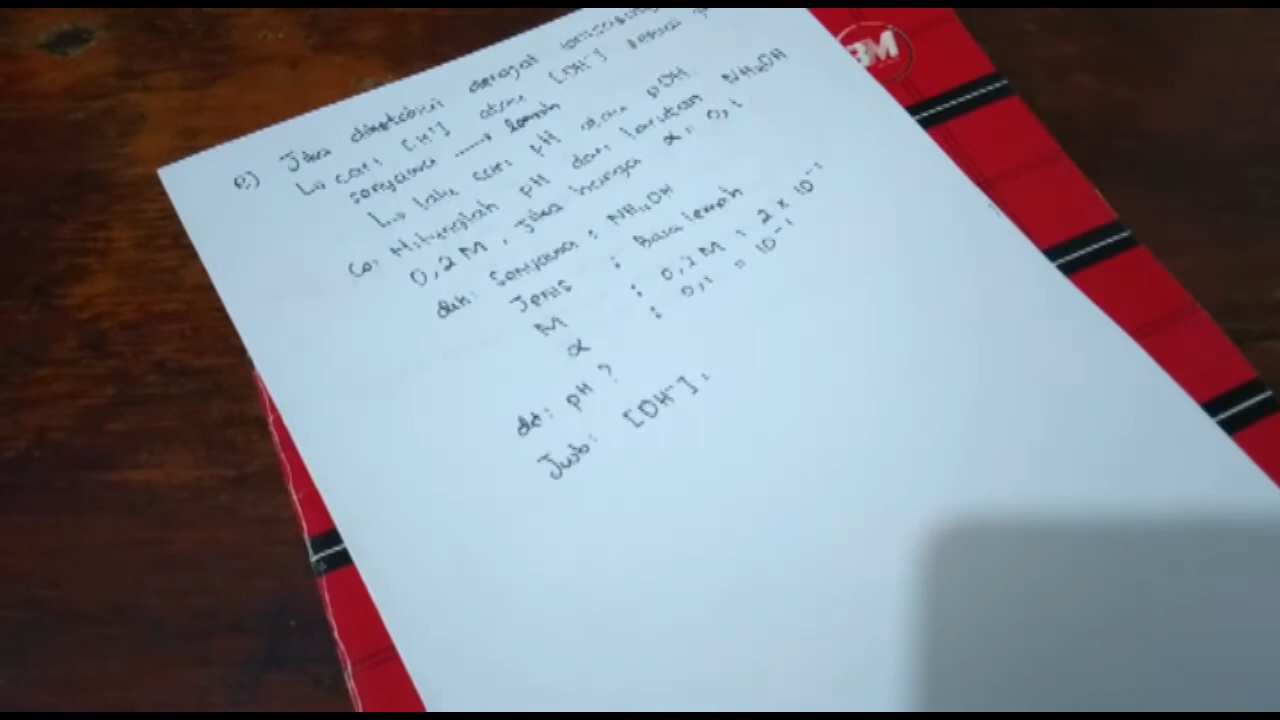 e.) Jika diketahui derajat
↳ cari [H⁺] atau [OH⁻] sesuai
senyawa lemah
↳ lalu cari pH atau pOH
Co. Hitunglah pH dari larutan NH₄OH
0,2 M, jika harga α = 0,1
dik: Senyawa : NH₄OH
Jenis : Basa lemah
M : 0,2 M : 2 x 10⁻¹
α : 0,1 = 10⁻¹
dit: pH ?
Jwb: [OH⁻] :
BM